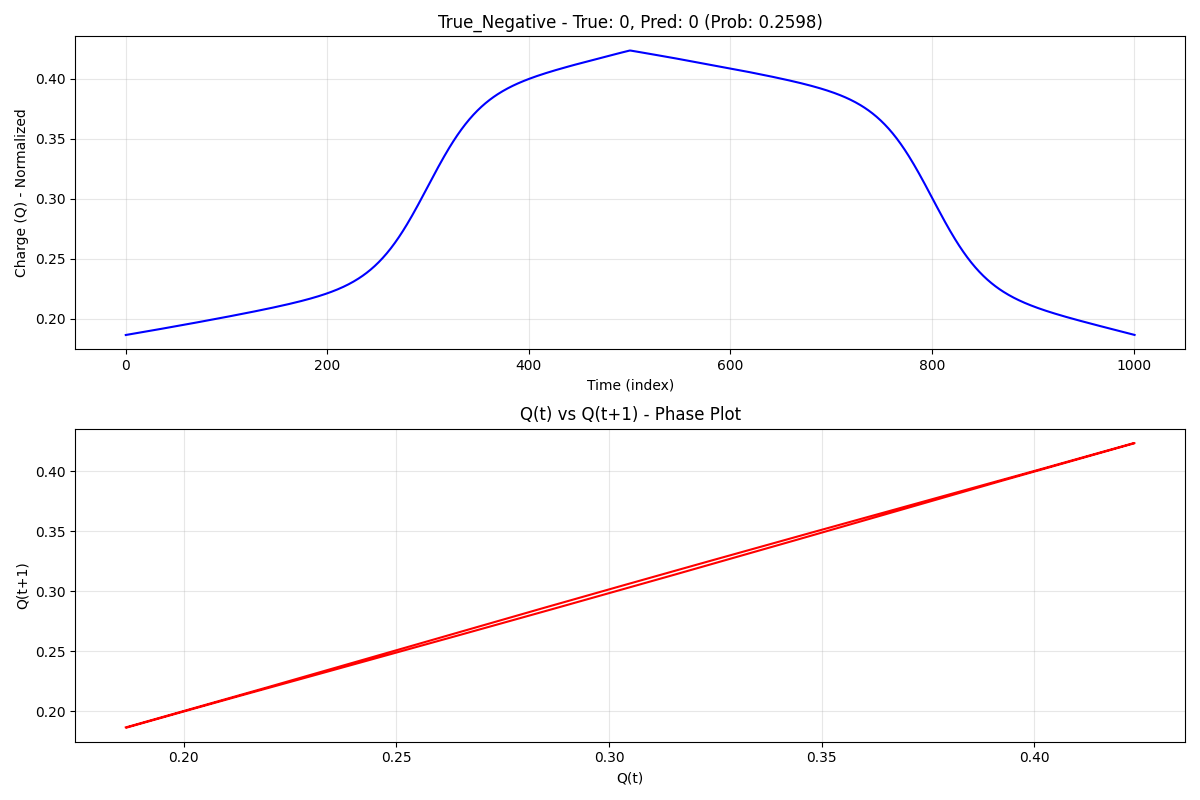 True_Negative - True: 0, Pred: 0 (Prob: 0.2598)
Charge (Q) - Normalized
0.40
0.35
0.30
0.25
0.20
0 200 400 600 800 1000
Time (index)
Q(t) vs Q(t+1) - Phase Plot
Q(t+1)
0.40
0.35
0.30
0.25
0.20
0.20 0.25 0.30 0.35 0.40
Q(t)